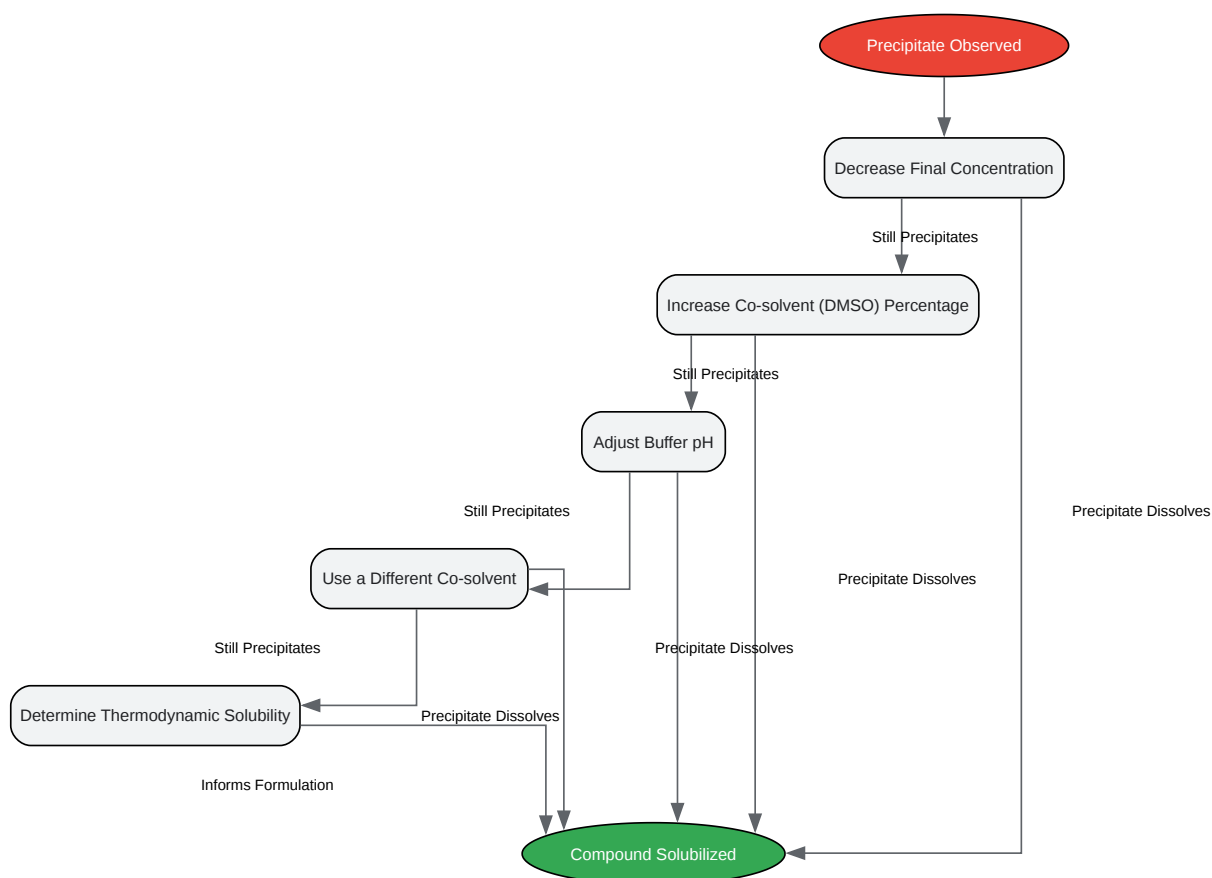 Precipitate Observed
Decrease Final Concentration
Still Precipitates
Increase Co-solvent (DMSO) Percentage
Still Precipitates
Adjust Buffer pH
Still Precipitates
Precipitate Dissolves
Use a Different Co-solvent
Precipitate Dissolves
Still Precipitates
Precipitate Dissolves
Determine Thermodynamic Solubility
Precipitate Dissolves
Informs Formulation
Compound Solubilized